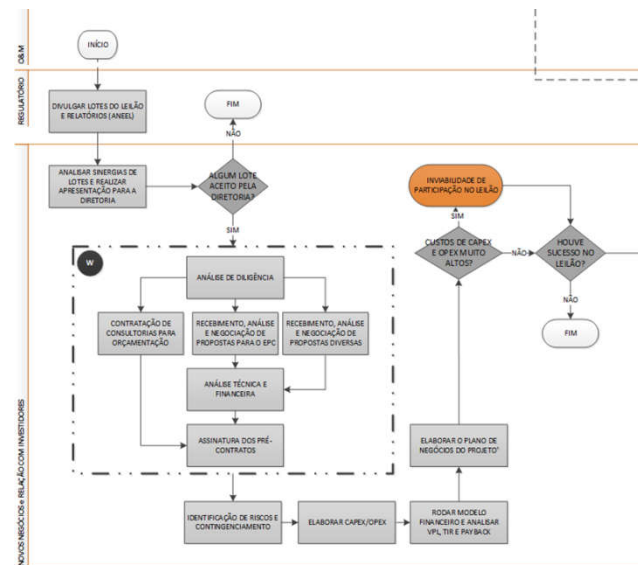 O&M
INÍCIO
REGULATÓRIO
DIVULGAR LOTES DO LEILÃO
E RELATÓRIOS (ANEEL)
FIM
NÃO
NOVOS NEGÓCIOS e RELAÇÃO COM INVESTIDORES
ANALISAR SINERGIAS DE
LOTES E REALIZAR
APRESENTAÇÃO PARA A
DIRETORIA
ALGUM LOTE
ACEITO PELA
DIRETORIA?
SIM
W
ANÁLISE DE DILIGÊNCIA
CONTRATAÇÃO DE
CONSULTORIAS PARA
ORÇAMENTAÇÃO
RECEBIMENTO, ANÁLISE
E NEGOCIAÇÃO DE
PROPOSTAS PARA O EPC
RECEBIMENTO, ANÁLISE
E NEGOCIAÇÃO DE
PROPOSTAS DIVERSAS
ANÁLISE TÉCNICA E
FINANCEIRA
ASSINATURA DOS PRÉ-
CONTRATOS
IDENTIFICAÇÃO DE RISCOS E
CONTINGENCIAMENTO
ELABORAR CAPEX/OPEX
RODAR MODELO
FINANCEIRO E ANALISAR
VPL, TIR E PAYBACK
ELABORAR O PLANO DE
NEGÓCIOS DO PROJETO¹
CUSTOS DE CAPEX
E OPEX MUITO
ALTOS?
SIM
INVIABILIDADE DE
PARTICIPAÇÃO NO LEILÃO
NÃO
HOUVE
SUCESSO NO
LEILÃO?
NÃO
FIM